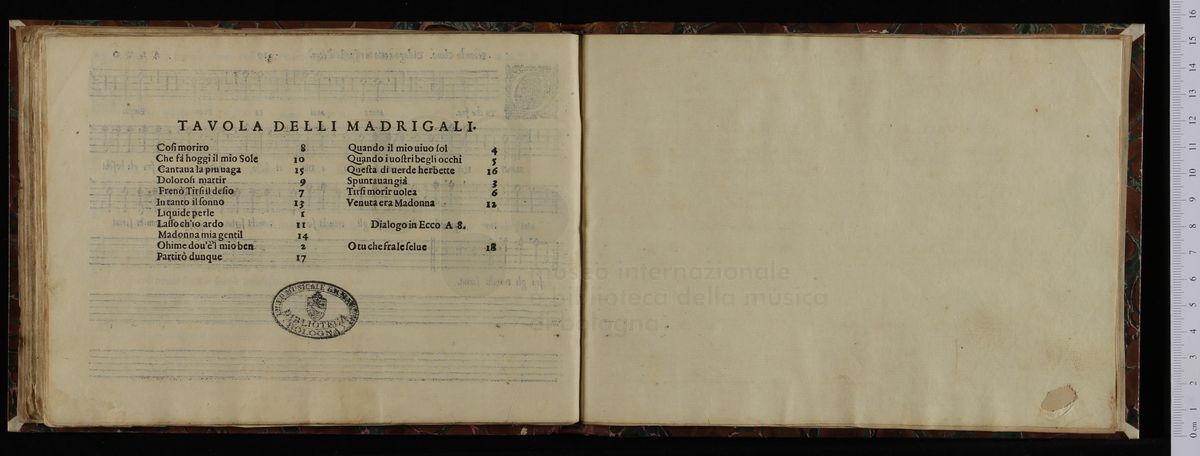 TAVOLA DELLI MADRIGALI.
Cosi moriro 8
Che fà hoggi il mio Sole 10
Cantaua la piu uaga 15
Dolorosi martir 9
Frenò Tirsi il desio 7
In tanto il sonno 13
Liquide perle 1
Lasso ch'io ardo 11
Madonna mia gentil 14
Ohime dou'è'l mio ben 2
Partirò dunque 17
Quando il mio uiuo sol 4
Quando i uostri begli occhi 5
Questa di uerde herbette 16
Spuntauan già 3
Tirsi morir uolea 6
Venuta era Madonna 12
Dialogo in Ecco A 8.
O tu che fra le selue 18
BIBLIOTECA
BOLOGNA
museo internazionale
e biblioteca della musica
di bologna